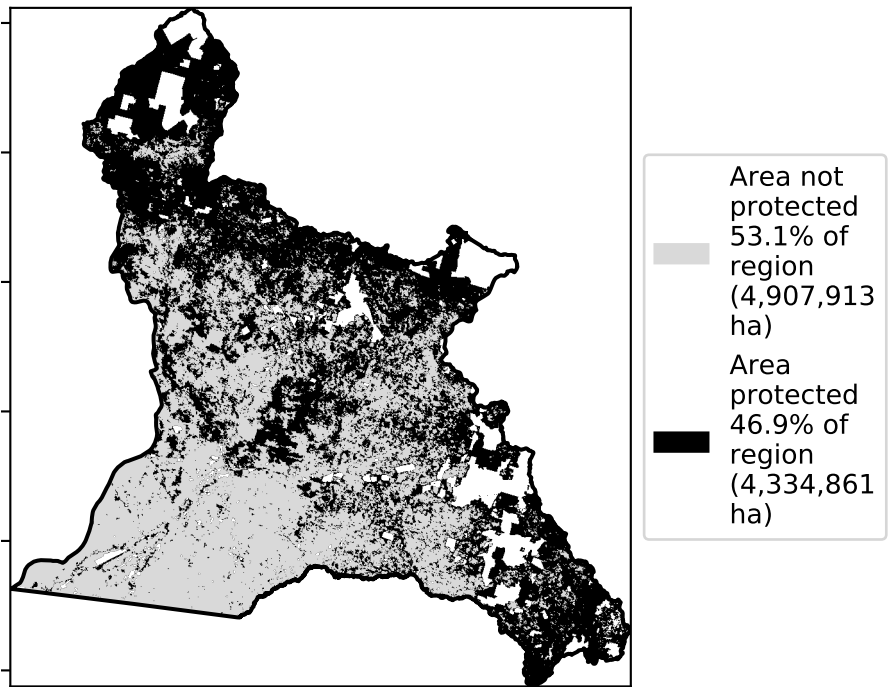 Area not
protected
53.1% of
region
(4,907,913
ha)
Area
protected
46.9% of
region
(4,334,861
ha)